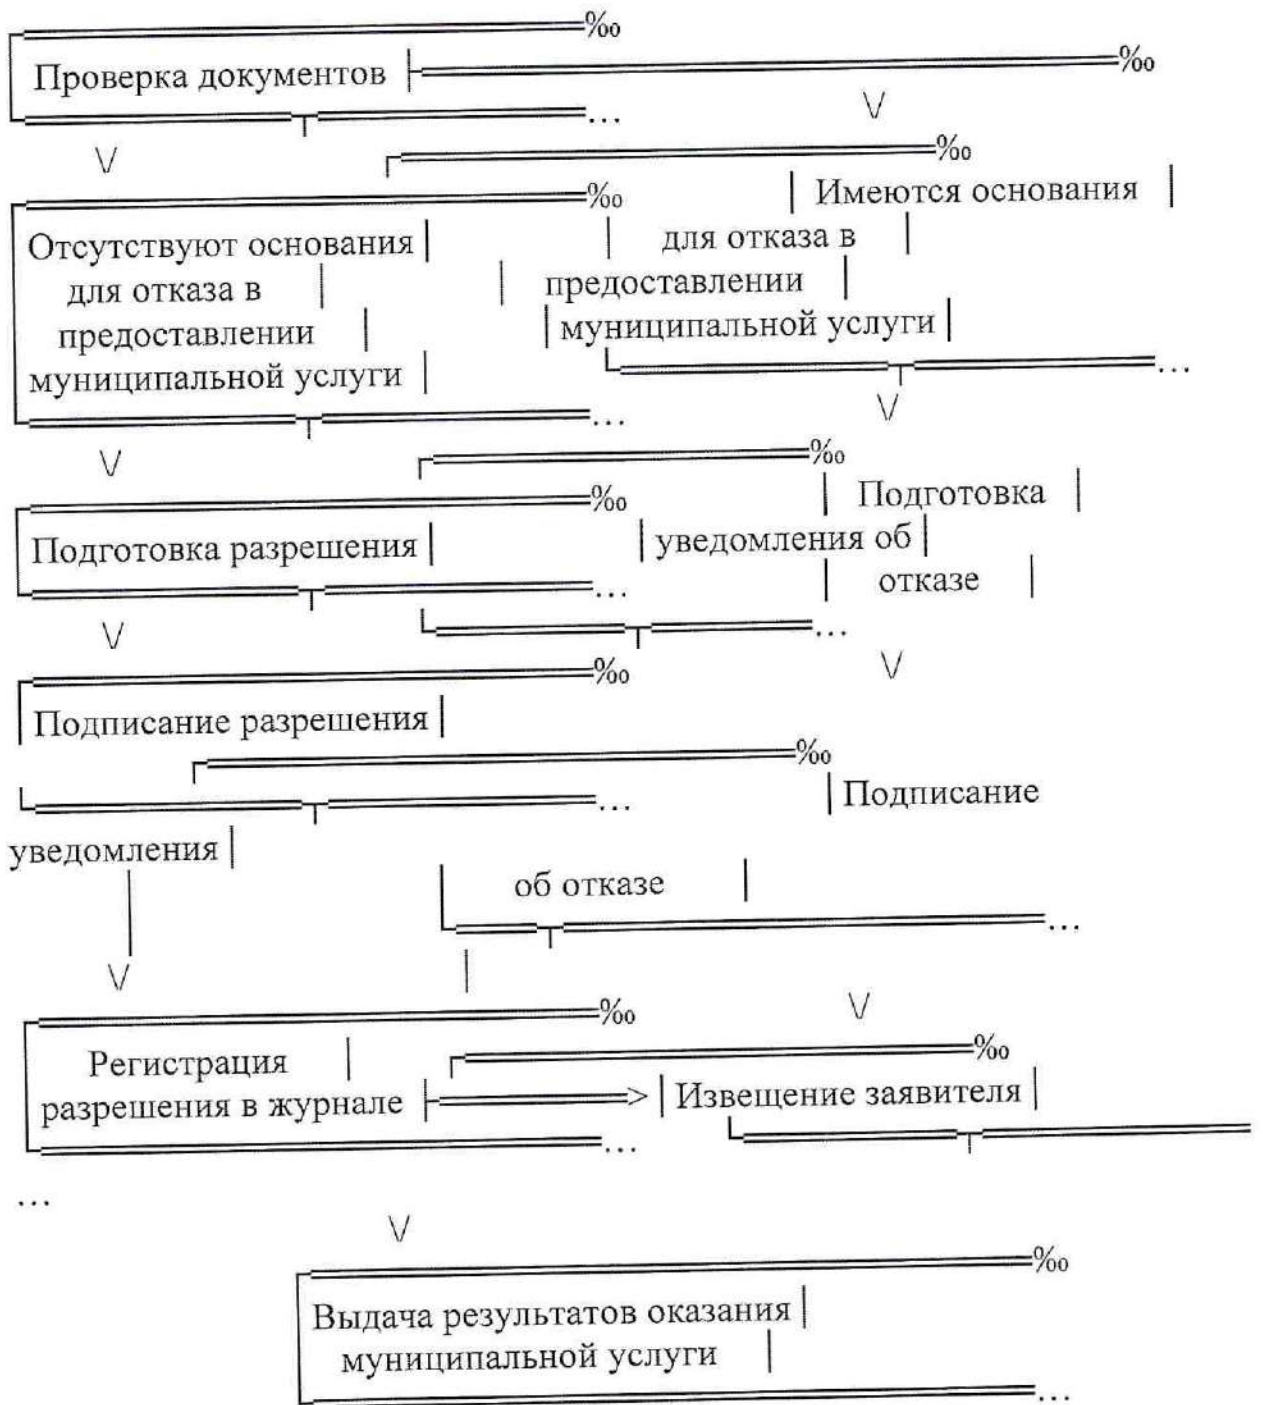 ‰
Проверка документов ‰
…
\/
\/
‰
‰ Имеются основания
Отсутствуют основания для отказа в
для отказа в предоставлении
предоставлении муниципальной услуги
муниципальной услуги …
…
\/
\/
‰
‰ Подготовка
Подготовка разрешения уведомления об
… отказе
\/ …
‰ \/
Подписание разрешения
‰
… Подписание
уведомления
об отказе
…
\/
\/
‰
Регистрация ‰
разрешения в журнале > Извещение заявителя
…
…
\/
‰
Выдача результатов оказания
муниципальной услуги
…